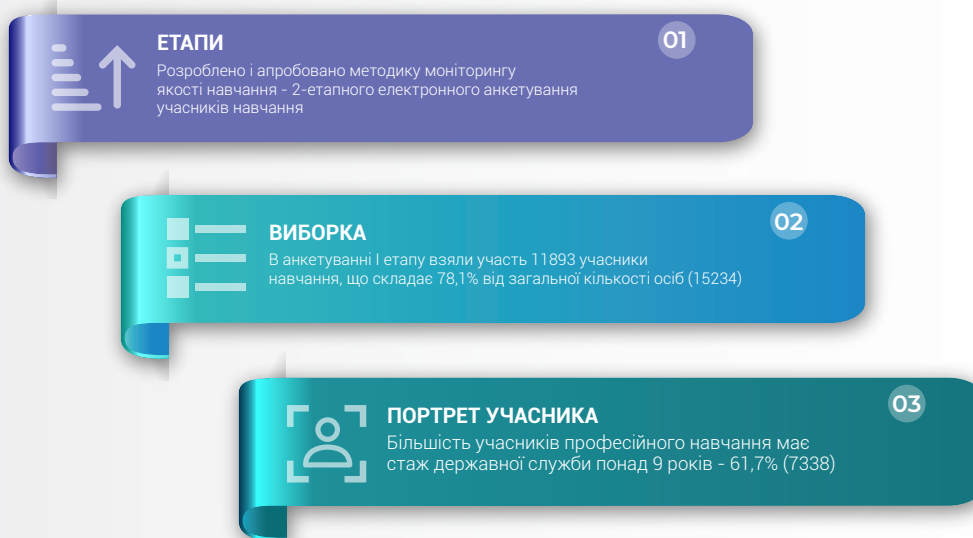 ЕТАПИ
01
Розроблено і апробовано методику моніторингу
якості навчання - 2-етапного електронного анкетування
учасників навчання
ВИБОРКА
02
В анкетуванні І етапу взяли участь 11893 учасники
навчання, що складає 78,1% від загальної кількості осіб (15234)
ПОРТРЕТ УЧАСНИКА
03
Більшість учасників професійного навчання має
стаж державної служби понад 9 років - 61,7% (7338)